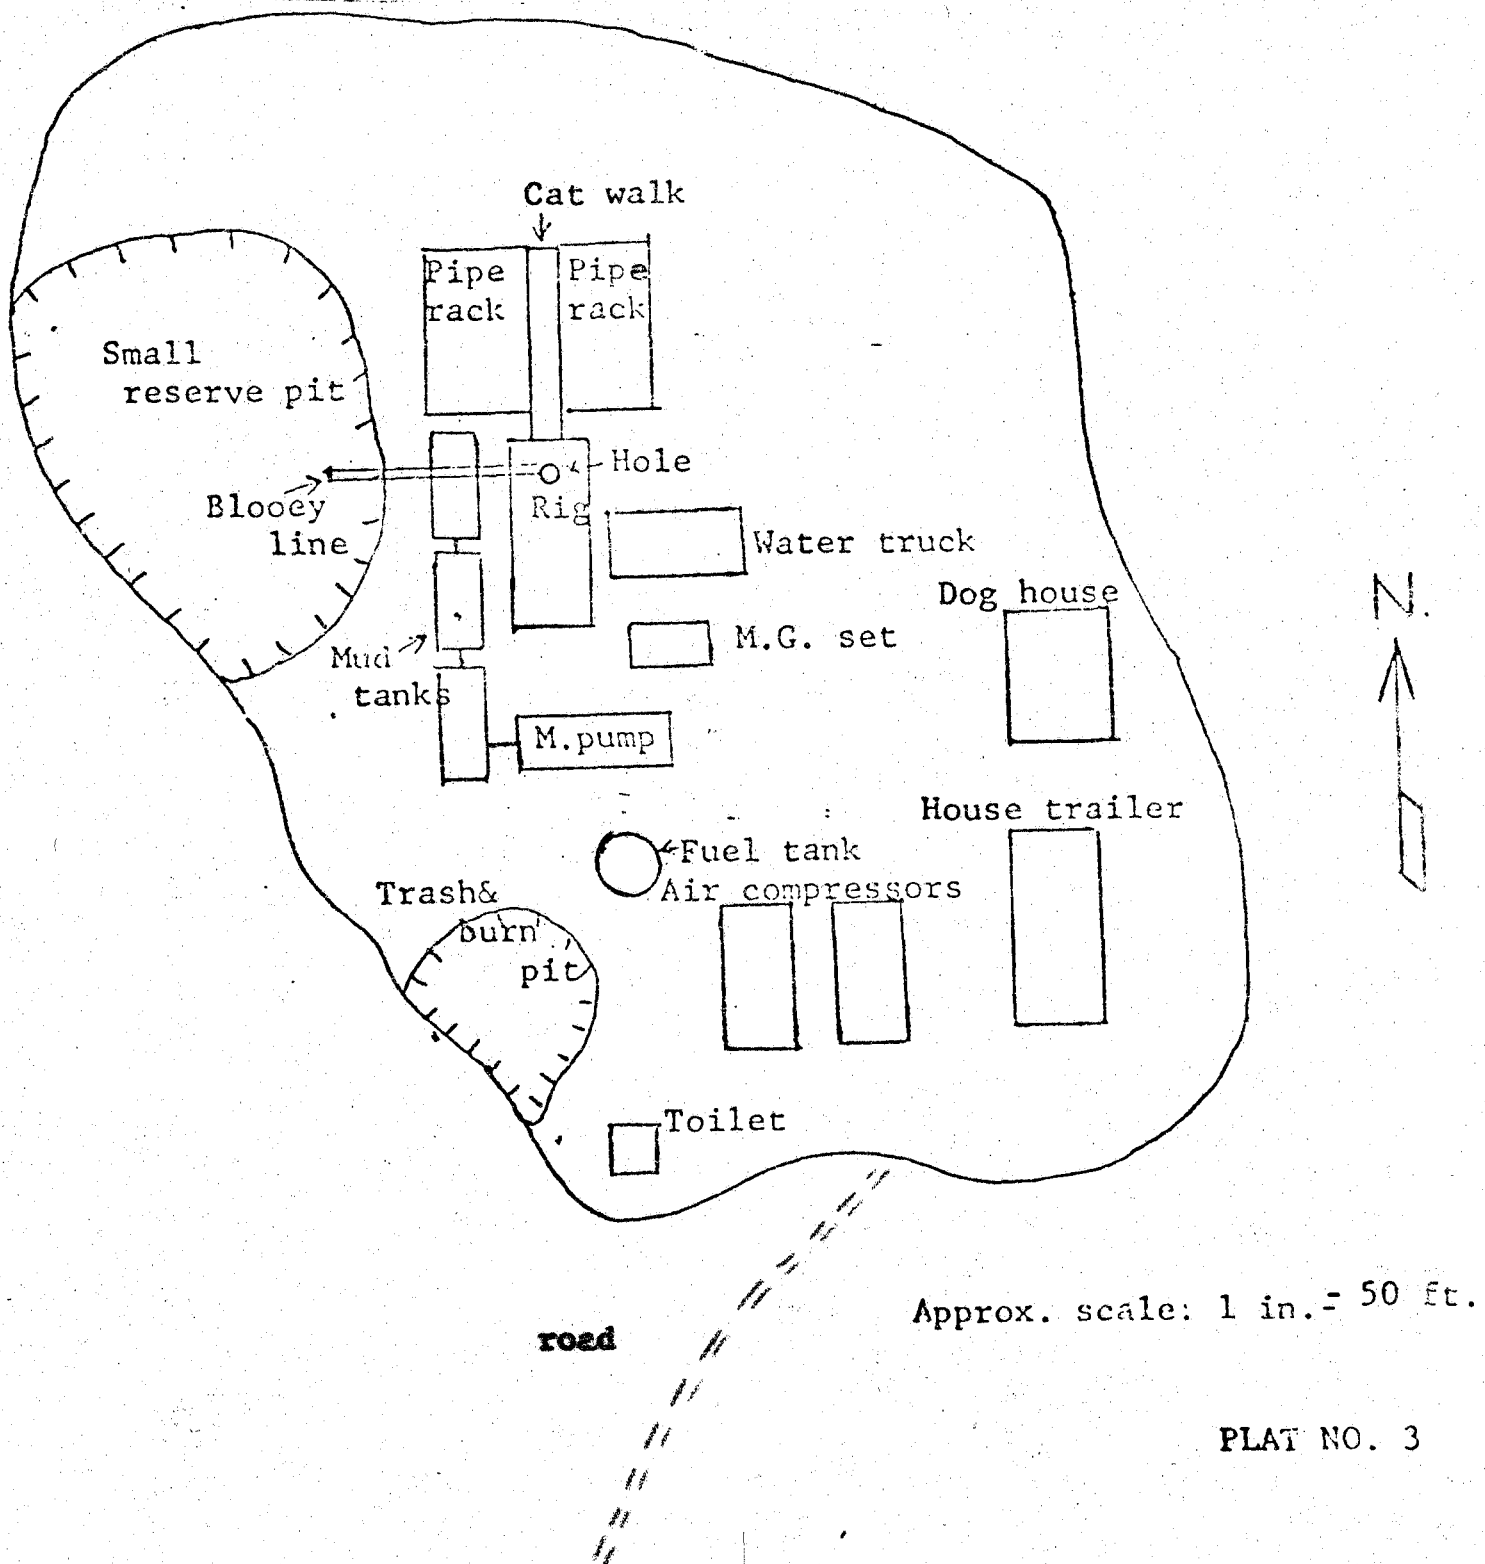 Cat walk
Pipe
rack
Pipe
rack
Small
reserve pit
Hole
Blooey
line
Rig
Water truck
Dog house
N.
Mud
tanks
M.G. set
M.pump
House trailer
Fuel tank
Air compressors
Trash&
burn
pit
Toilet
Approx. scale: 1 in.= 50 ft.
road
PLAT NO. 3